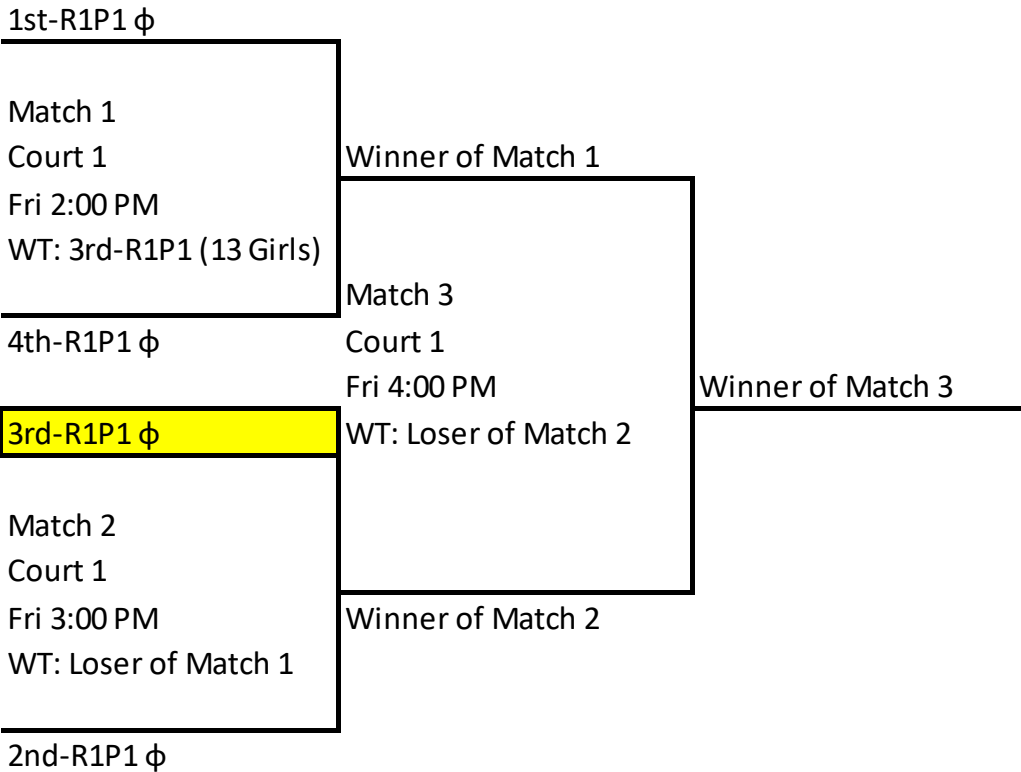 1st-R1P1 ф
Match 1
Court 1
Fri 2:00 PM
WT: 3rd-R1P1 (13 Girls)
4th-R1P1 ф
Winner of Match 1
Match 3
Court 1
Fri 4:00 PM
WT: Loser of Match 2
Winner of Match 3
3rd-R1P1 ф
Match 2
Court 1
Fri 3:00 PM
WT: Loser of Match 1
2nd-R1P1 ф
Winner of Match 2